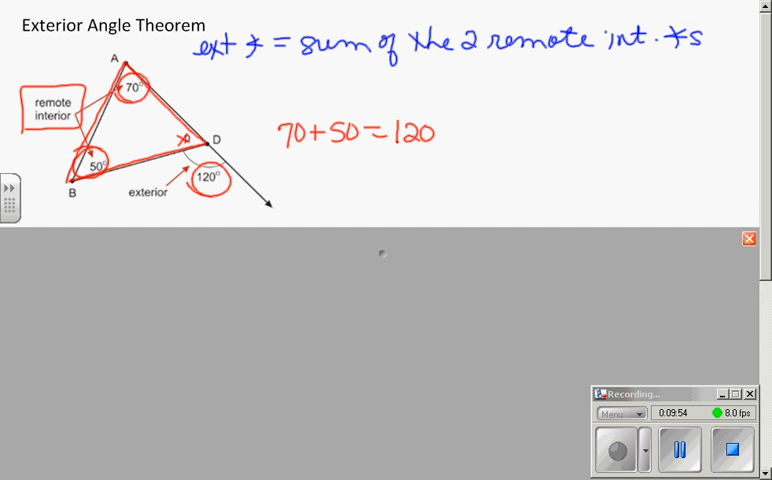 Exterior Angle Theorem
ext ∡ = sum of the 2 remote int. ∡s
A
70°
remote
interior
70+50=120
x°
D
50°
120°
B
exterior
Recording...
Menu
0:09:54
8.0 fps